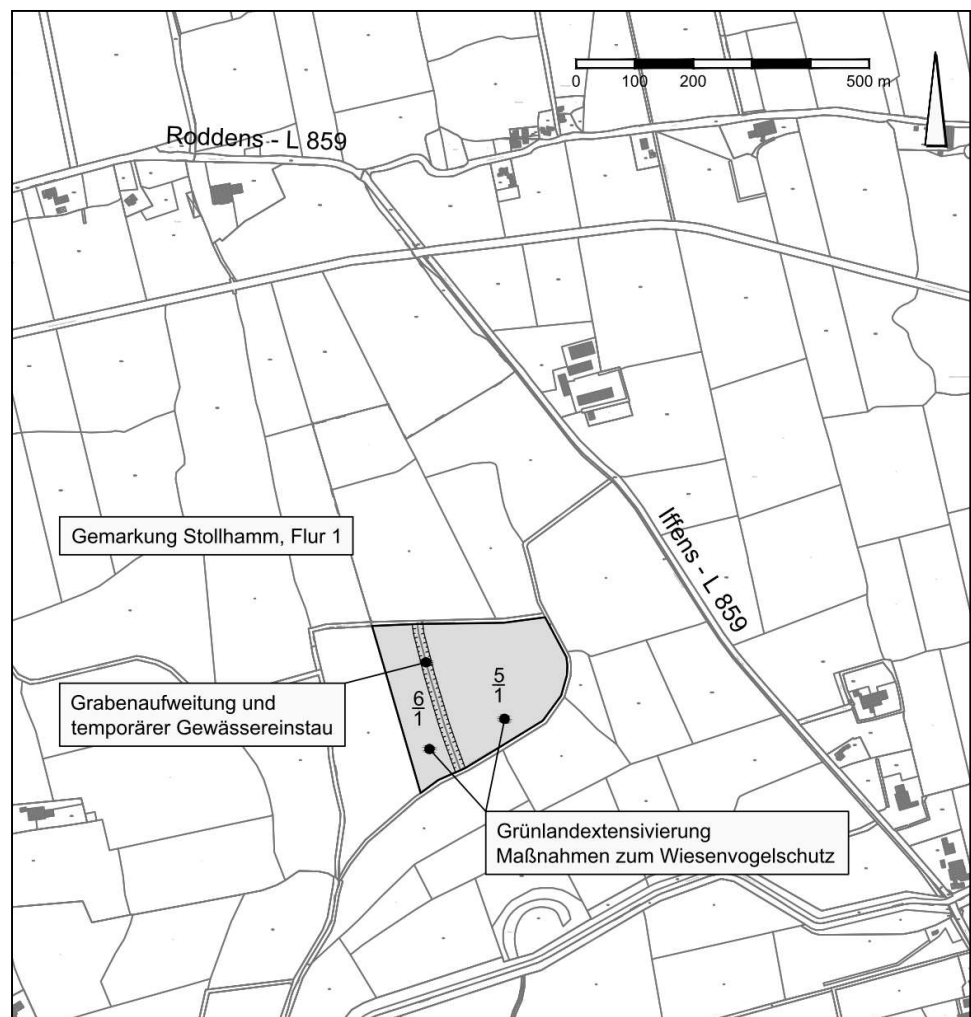 0 100 200 500 m
Roddens - L 859
Gemarkung Stollhamm, Flur 1
Iffens - L 859
Grabenaufweitung und
temporärer Gewässereinstau
6
1
5
1
Grünlandextensivierung
Maßnahmen zum Wiesenvogelschutz